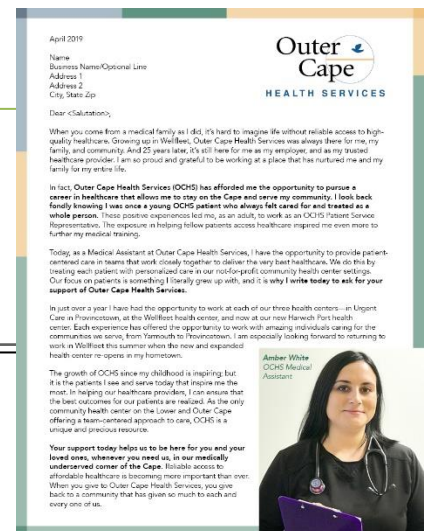 April 2019
Outer
Cape
HEALTH SERVICES
Name
Business Name/Optional Line
Address 1
Address 2
City, State Zip
Dear <Salutation>,
When you come from a medical family as I did, it's hard to imagine life without reliable access to high-
quality healthcare. Growing up in Wellfleet, Outer Cape Health Services was always there for me, my
family, and community. And 25 years later, it's still here for me as my employer, and as my trusted
healthcare provider. I am so proud and grateful to be working at a place that has nurtured me and my
family for my entire life.
In fact, Outer Cape Health Services (OCHS) has afforded me the opportunity to pursue a
career in healthcare that allows me to stay on the Cape and serve my community. I look back
fondly knowing I was once a young OCHS patient who always felt cared for and treated as a
whole person. These positive experiences led me, as an adult, to work as an OCHS Patient Service
Representative. The exposure in helping fellow patients access healthcare inspired me even more to
further my medical training.
Today, as a Medical Assistant at Outer Cape Health Services, I have the opportunity to provide patient-
centered care in teams that work closely together to deliver the very best healthcare. We do this by
treating each patient with personalized care in our not-for-profit community health center settings.
Our focus on patients is something I literally grew up with, and it is why I write today to ask for your
support of Outer Cape Health Services.
In just over a year I have had the opportunity to work at each of our three health centers—in Urgent
Care in Provincetown, at the Wellfleet health center, and now at our new Harwich Port health
center. Each experience has offered the opportunity to work with amazing individuals caring for the
communities we serve, from Yarmouth to Provincetown. I am especially looking forward to returning to
work in Wellfleet this summer when the new and expanded
health center re-opens in my hometown.
The growth of OCHS since my childhood is inspiring; but
it is the patients I see and serve today that inspire me the
most. In helping our healthcare providers, I can ensure that
the best outcomes for our patients are realized. As the only
community health center on the Lower and Outer Cape
offering a team-centered approach to care, OCHS is a
unique and precious resource.
Your support today helps us to be here for you and your
loved ones, whenever you need us, in our medically
underserved corner of the Cape. Reliable access to
affordable healthcare is becoming more important than ever.
When you give to Outer Cape Health Services, you give
back to a community that has given so much to each and
every one of us.
Amber White
OCHS Medical
Assistant